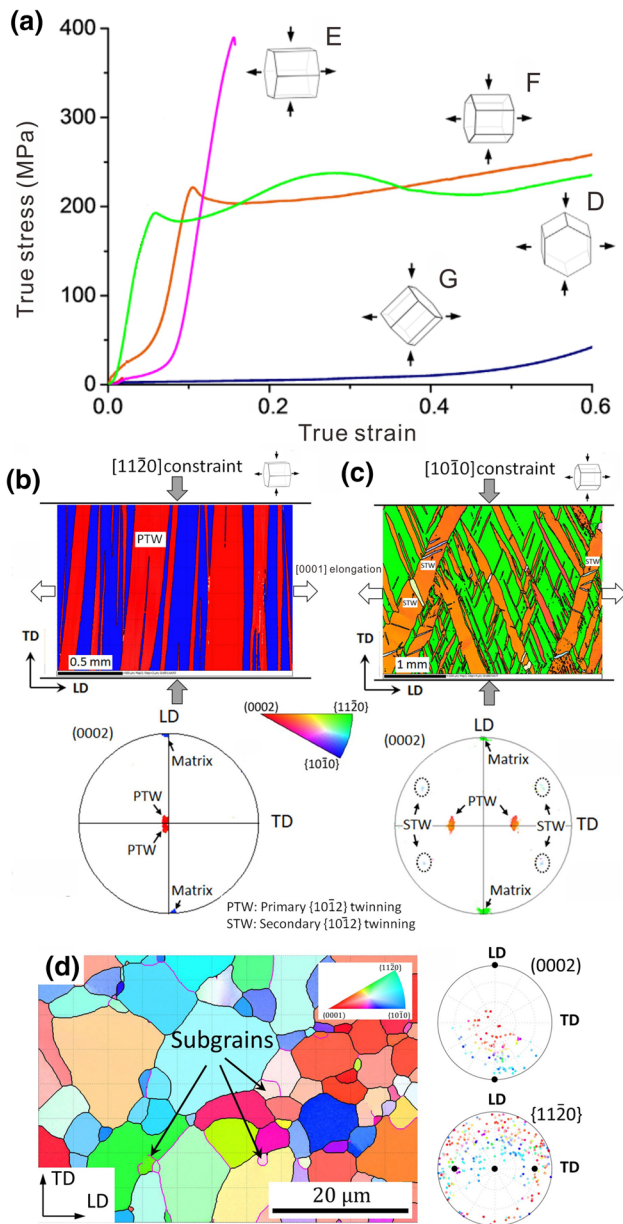 (a)
400
300
200
100
0
0.0
0.2
0.4
0.6
True stress (MPa)
True strain
E
F
D
G
(b)
[112̄0]constraint
PTW
[0001] elongation
TD
0.5 mm
LD
(c)
[101̄0]constraint
STW
STW
STW
TD
1 mm
LD
(0002)
LD
Matrix
PTW
TD
PTW
Matrix
(0002)
{112̄0}
{101̄0}
(0002)
LD
Matrix
PTW
TD
STW
STW
Matrix
PTW: Primary {101̄2} twinning
STW: Secondary {101̄2} twinning
(d)
{112̄0}
(0001)
{101̄0}
Subgrains
TD
LD
20 µm
LD
(0002)
TD
LD
{112̄0}
TD